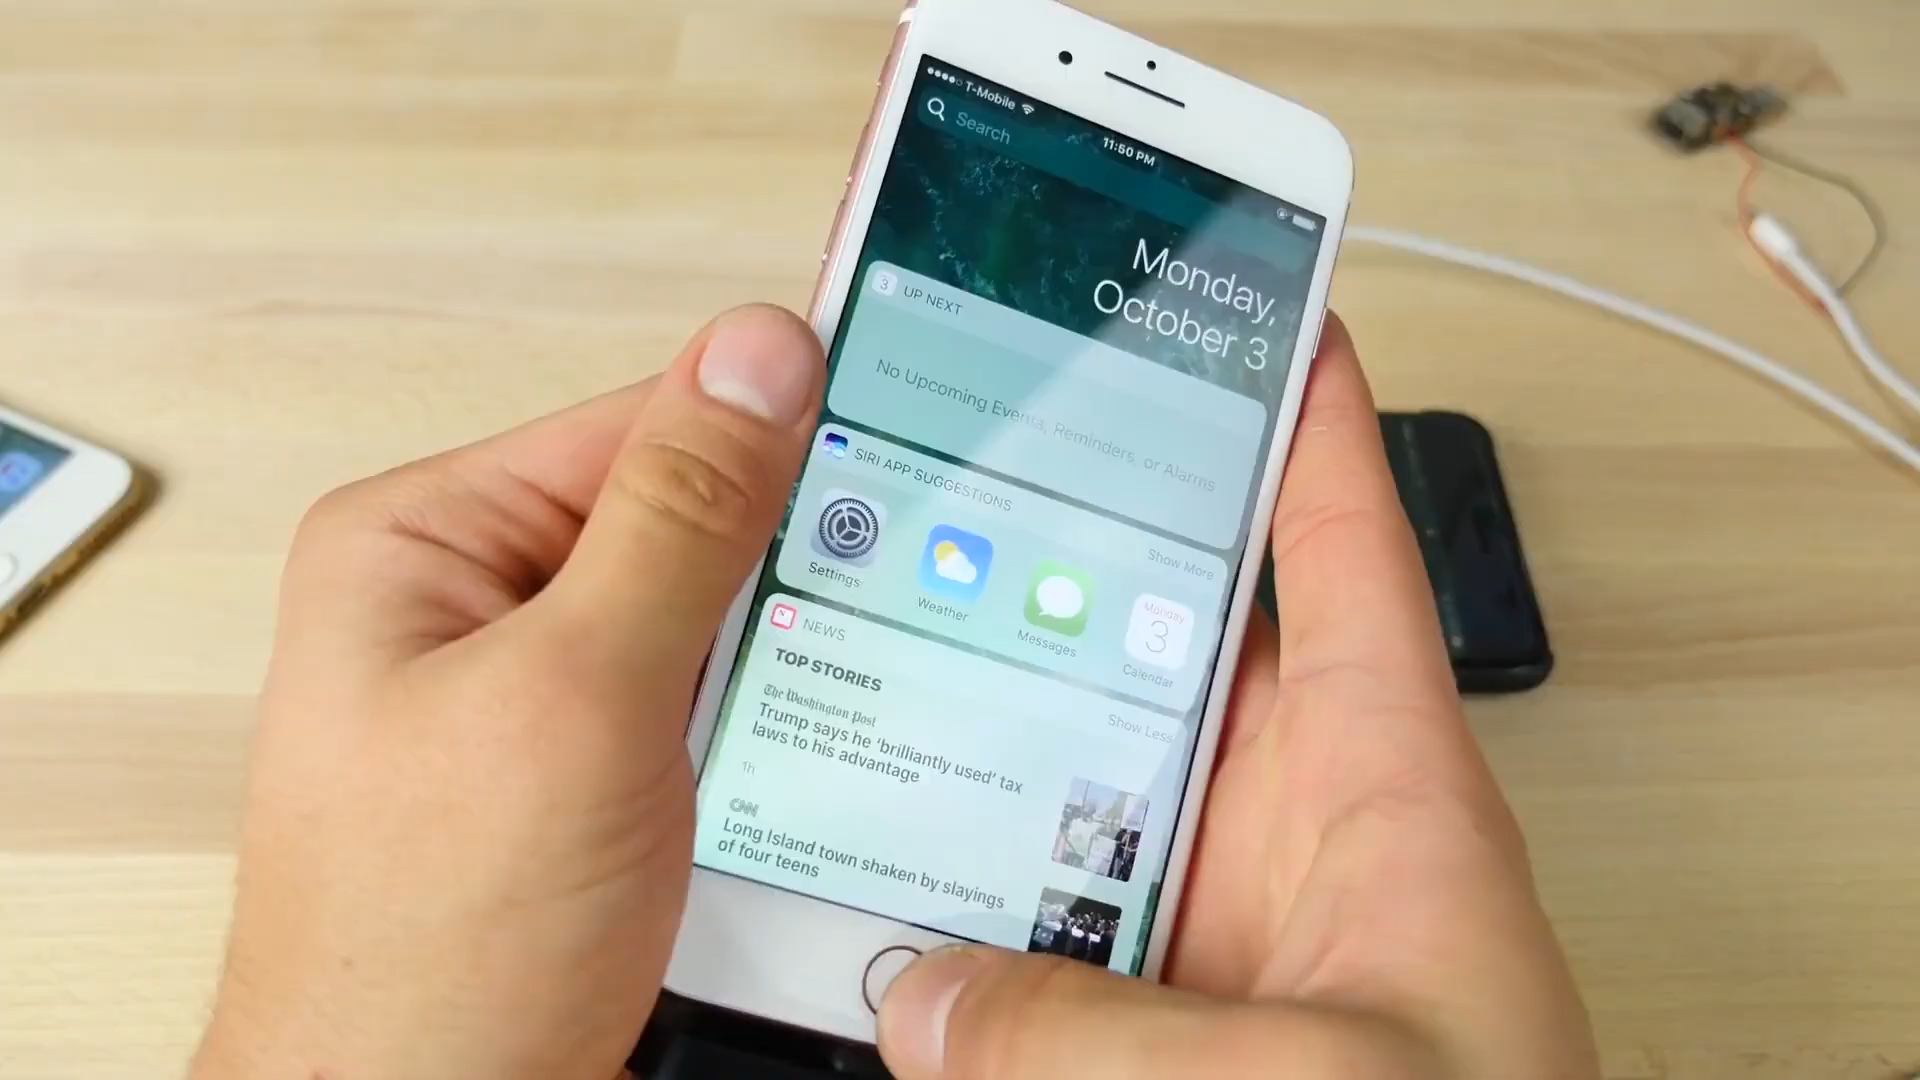 T-Mobile
11:50 PM
Search
Monday,
October 3
3
UP NEXT
No Upcoming Events, Reminders, or Alarms
SIRI APP SUGGESTIONS
Show More
Settings
Weather
Messages
Monday
3
Calendar
NEWS
Show Less
TOP STORIES
The Washington Post
Trump says he ‘brilliantly used’ tax
laws to his advantage
1h
CNN
Long Island town shaken by slayings
of four teens